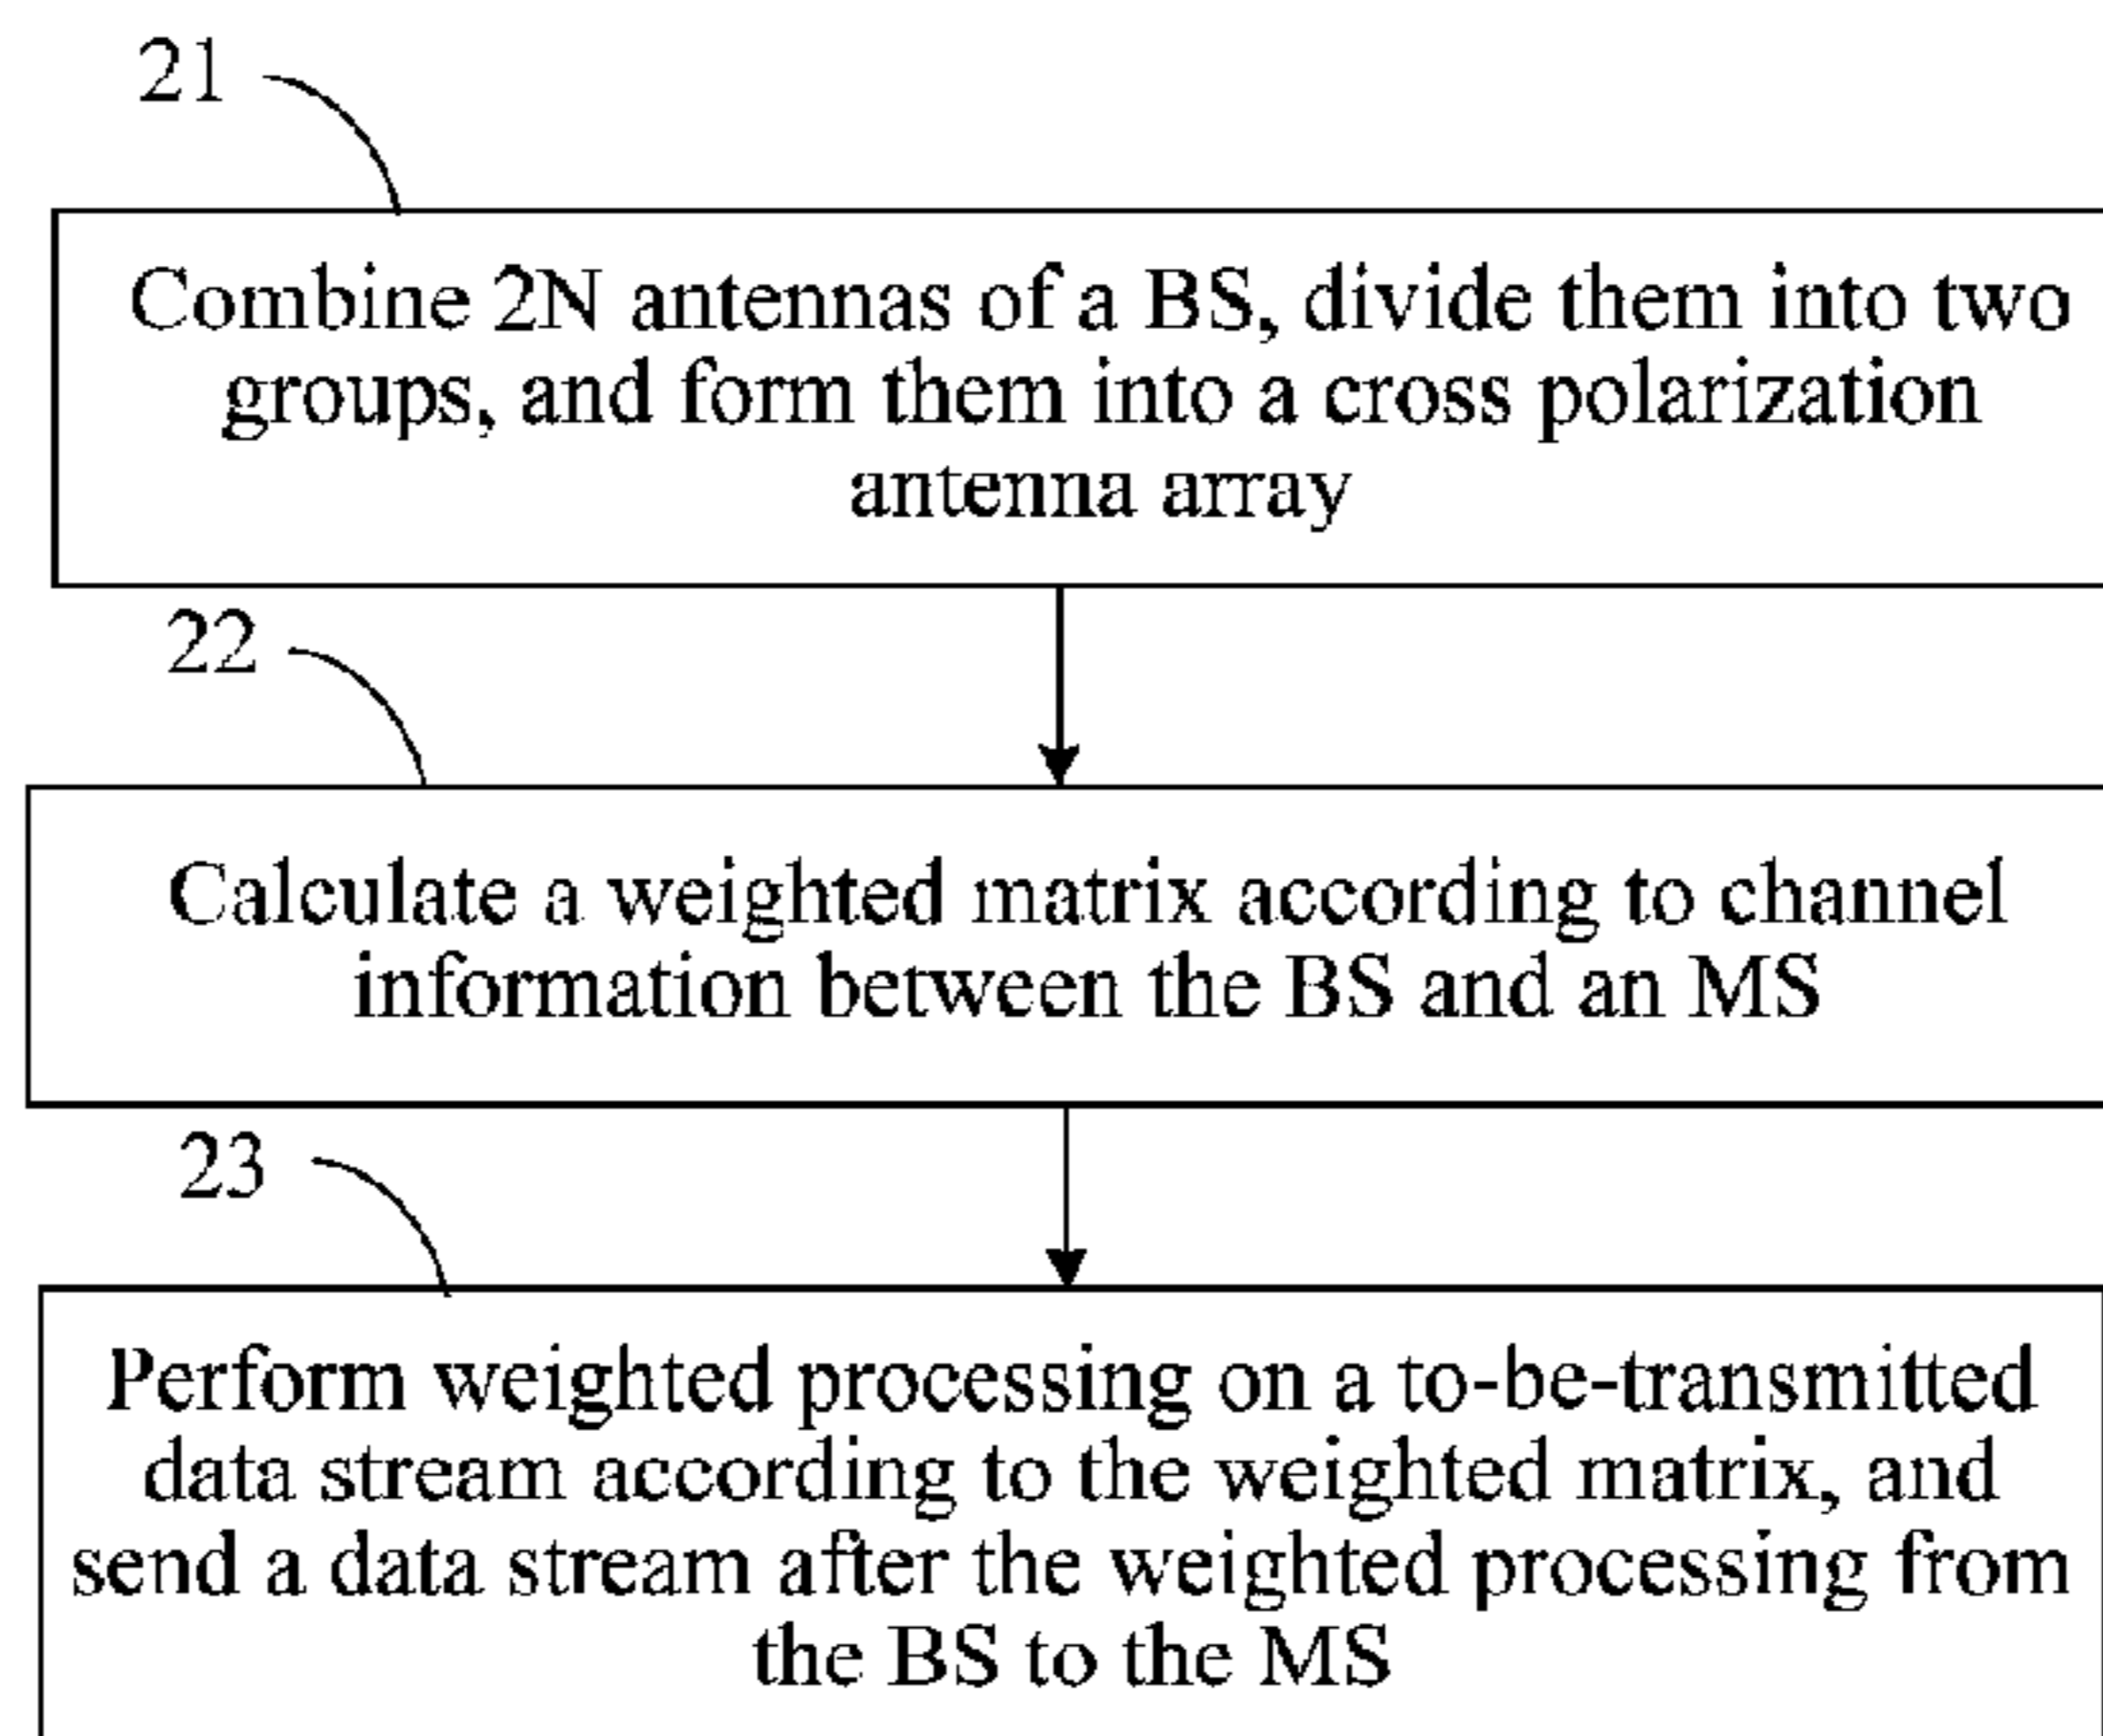 21
Combine 2N antennas of a BS, divide them into two
groups, and form them into a cross polarization
antenna array
22
Calculate a weighted matrix according to channel
information between the BS and an MS
23
Perform weighted processing on a to-be-transmitted
data stream according to the weighted matrix, and
send a data stream after the weighted processing from
the BS to the MS